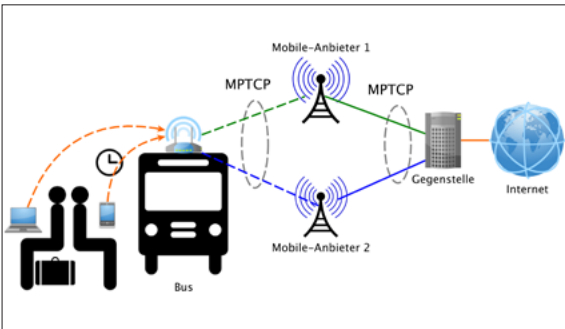 Mobile-Anbieter 1
MPTCP
MPTCP
Gegenstelle
Internet
Mobile-Anbieter 2
Bus